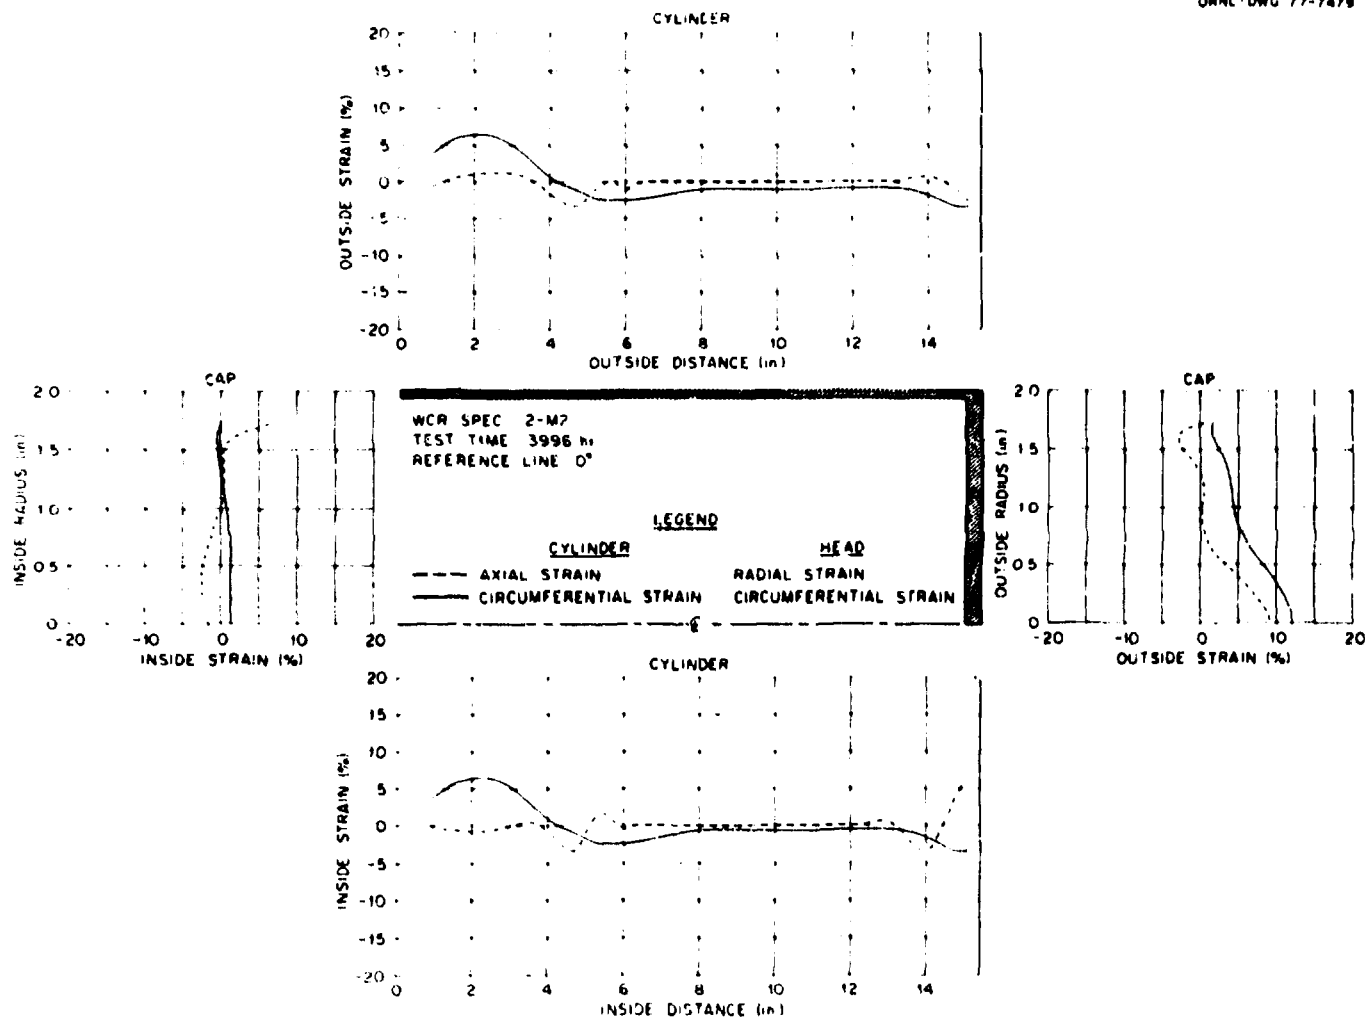 ORNL-DWG 77-7479
CYLINDER
20
15
10
5
0
-5
-10
-15
-20
OUTSIDE STRAIN (%)
0 2 4 6 8 10 12 14
OUTSIDE DISTANCE (in)
CAP
2 0
1 5
1 0
0 5
0
INSIDE RADIUS (in)
-20 -10 0 10 20
INSIDE STRAIN (%)
WCR SPEC 2-M7
TEST TIME 3996 hr
REFERENCE LINE 0°
LEGEND
CYLINDER HEAD
AXIAL STRAIN RADIAL STRAIN
CIRCUMFERENTIAL STRAIN CIRCUMFERENTIAL STRAIN
℄
CAP
2 0
1 5
1 0
0 5
0
OUTSIDE RADIUS (in)
-20 -10 0 10 20
OUTSIDE STRAIN (%)
CYLINDER
20
15
10
5
0
-5
-10
-15
-20
INSIDE STRAIN (%)
0 2 4 6 8 10 12 14
INSIDE DISTANCE (in)